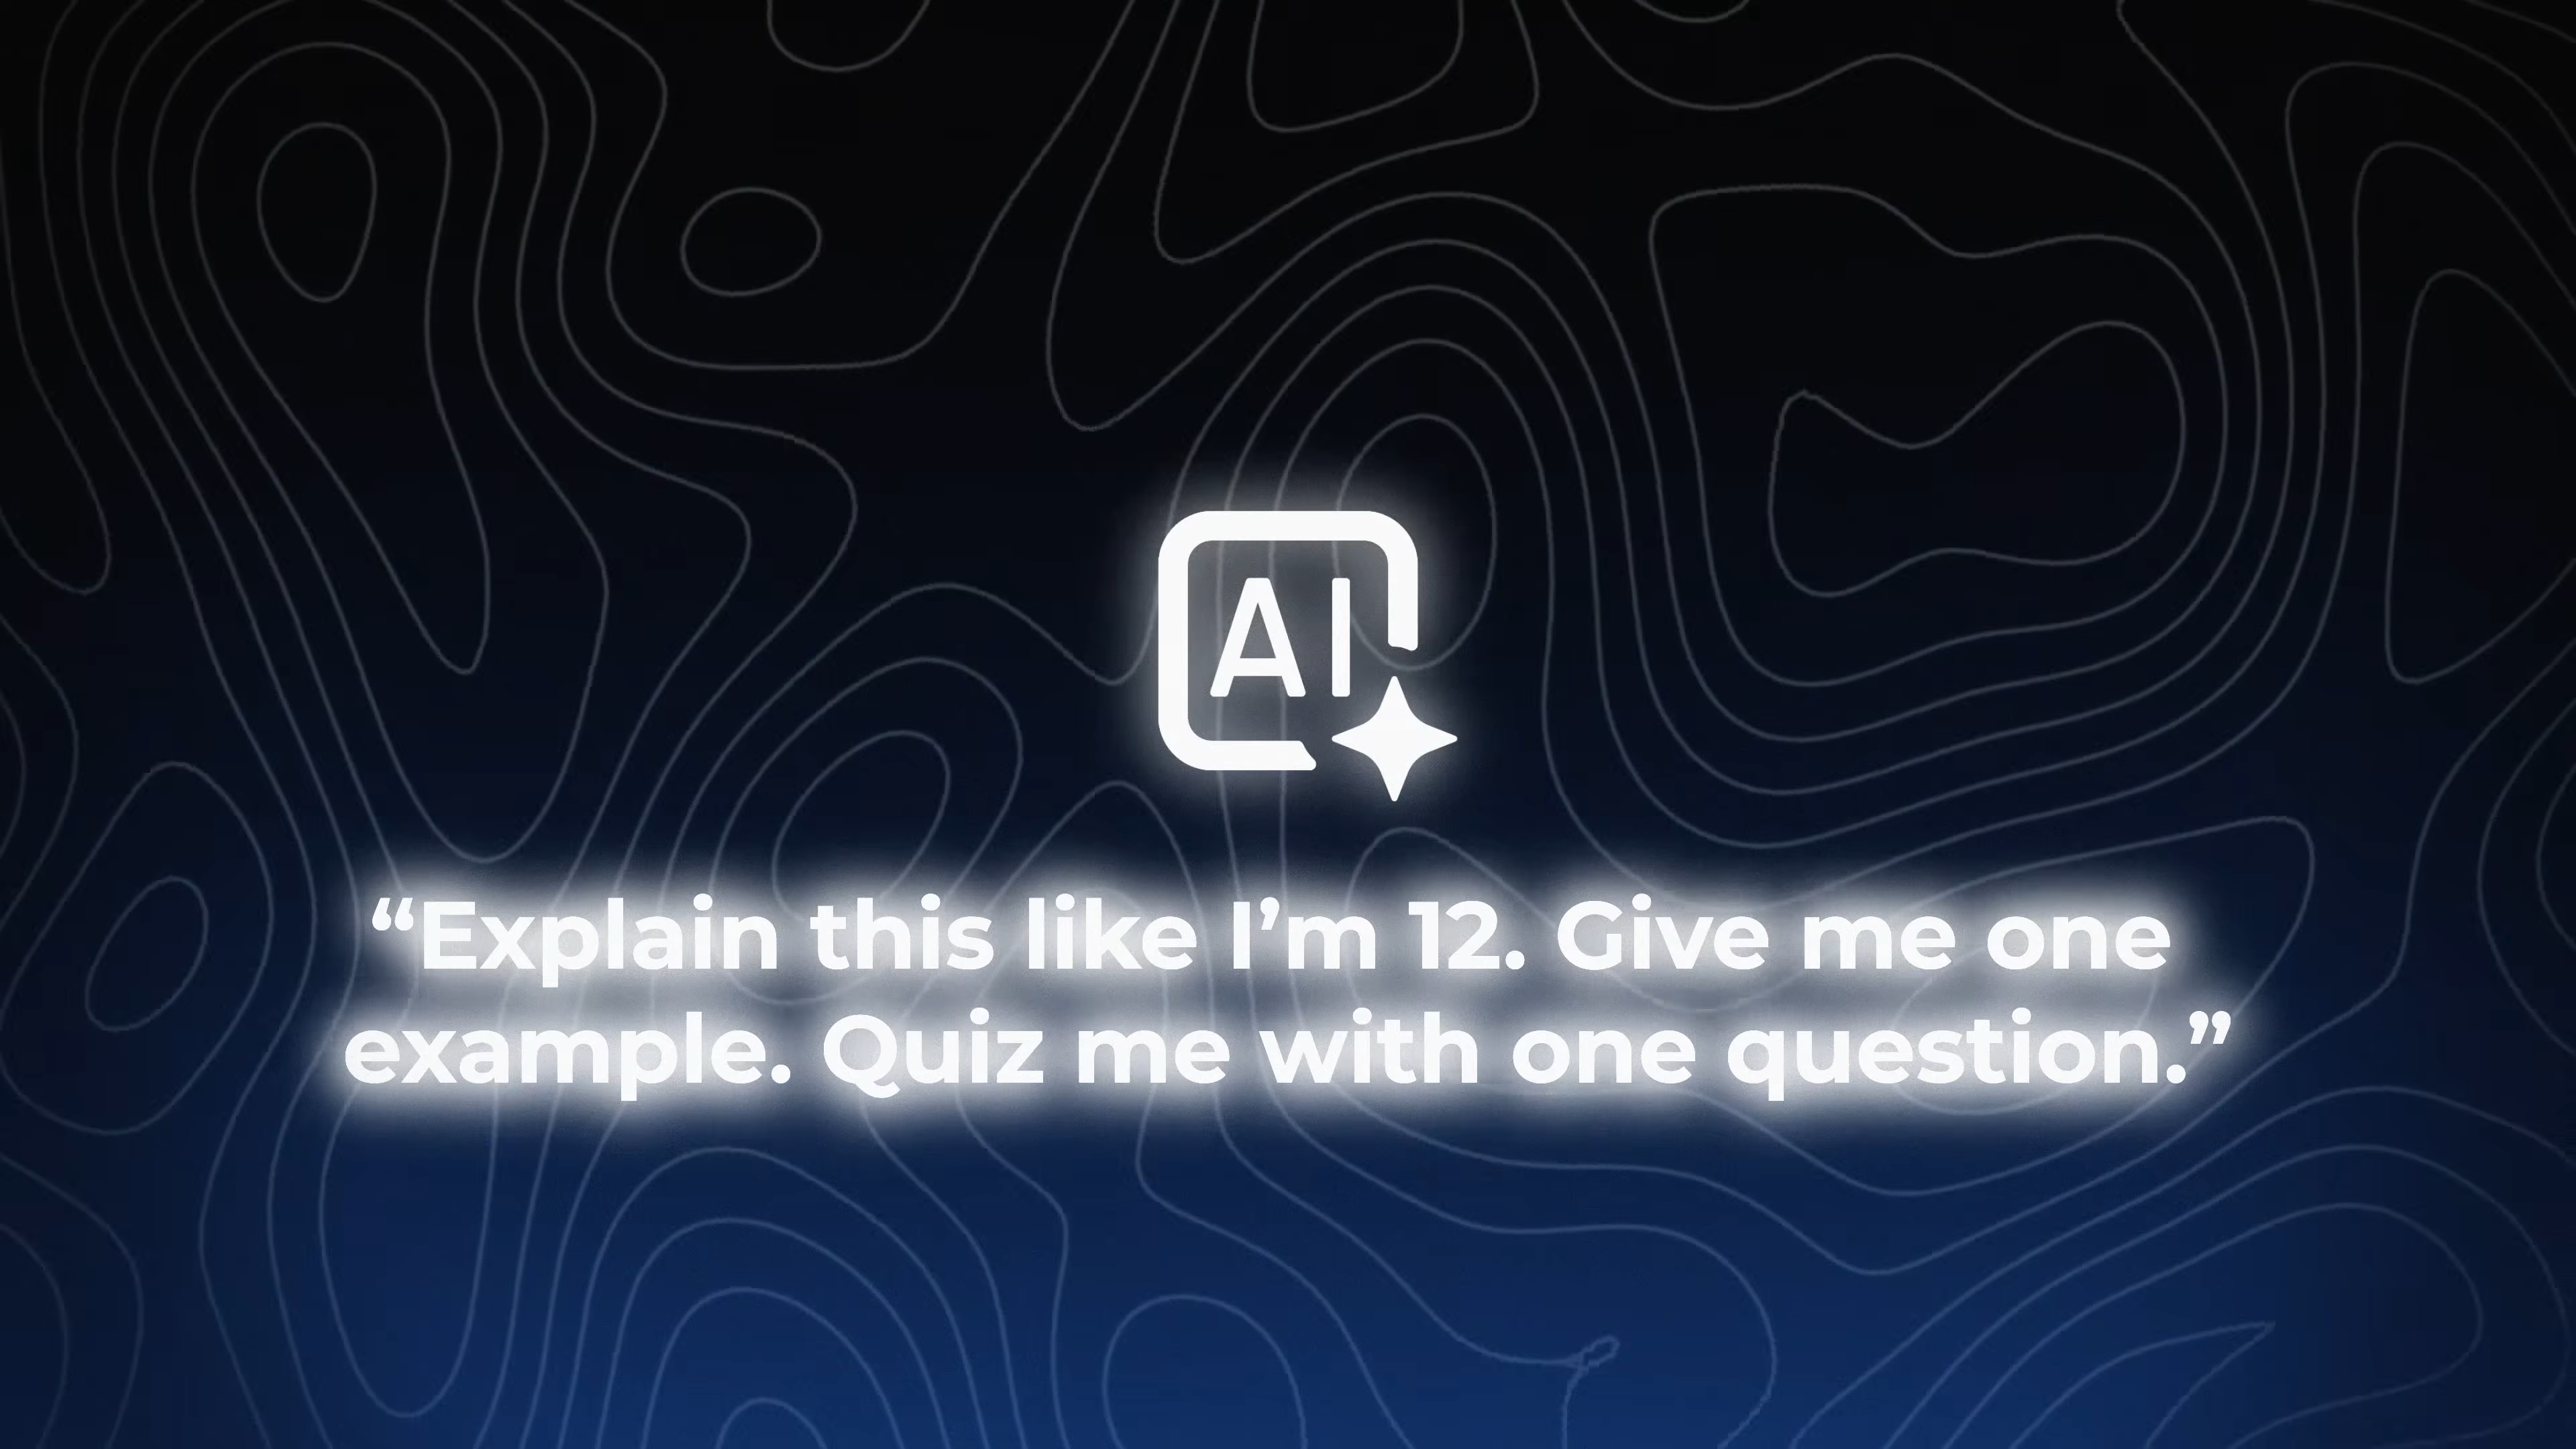 AI
“Explain this like I’m 12. Give me one
example. Quiz me with one question.”